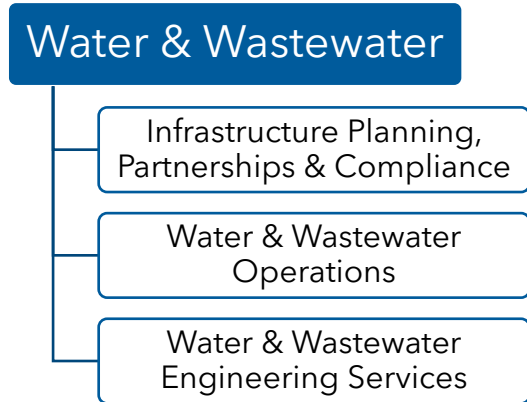 Water & Wastewater
Infrastructure Planning,
Partnerships & Compliance
Water & Wastewater
Operations
Water & Wastewater
Engineering Services